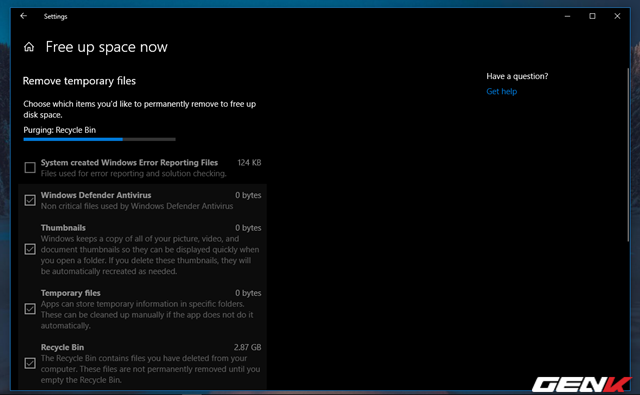 Settings
Free up space now
Remove temporary files
Choose which items you'd like to permanently remove to free up
disk space.
Purging: Recycle Bin
System created Windows Error Reporting Files 124 KB
Files used for error reporting and solution checking.
Windows Defender Antivirus 0 bytes
Non critical files used by Windows Defender Antivirus
Thumbnails 0 bytes
Windows keeps a copy of all of your picture, video, and
document thumbnails so they can be displayed quickly when
you open a folder. If you delete these thumbnails, they will
be automatically recreated as needed.
Temporary files 0 bytes
Apps can store temporary information in specific folders.
These can be cleaned up manually if the app does not do it
automatically.
Recycle Bin 2.87 GB
The Recycle Bin contains files you have deleted from your
computer. These files are not permanently removed until you
empty the Recycle Bin.
Have a question?
Get help
GENK